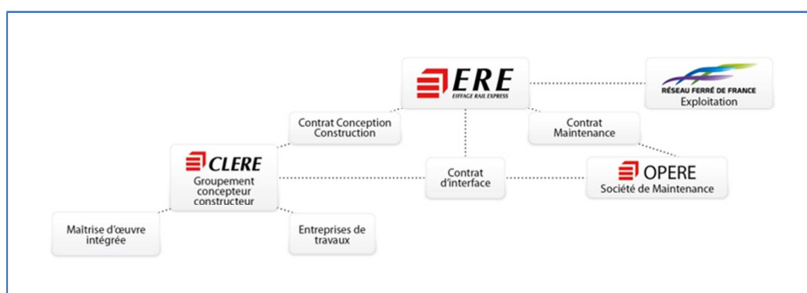 ERE
EIFFAGE RAIL EXPRESS
RÉSEAU FERRÉ DE FRANCE
Exploitation
Contrat Conception
Construction
Contrat
Maintenance
CLERE
Groupement
concepteur
constructeur
Contrat
d'interface
OPERE
Société de Maintenance
Maîtrise d'œuvre
intégrée
Entreprises de
travaux